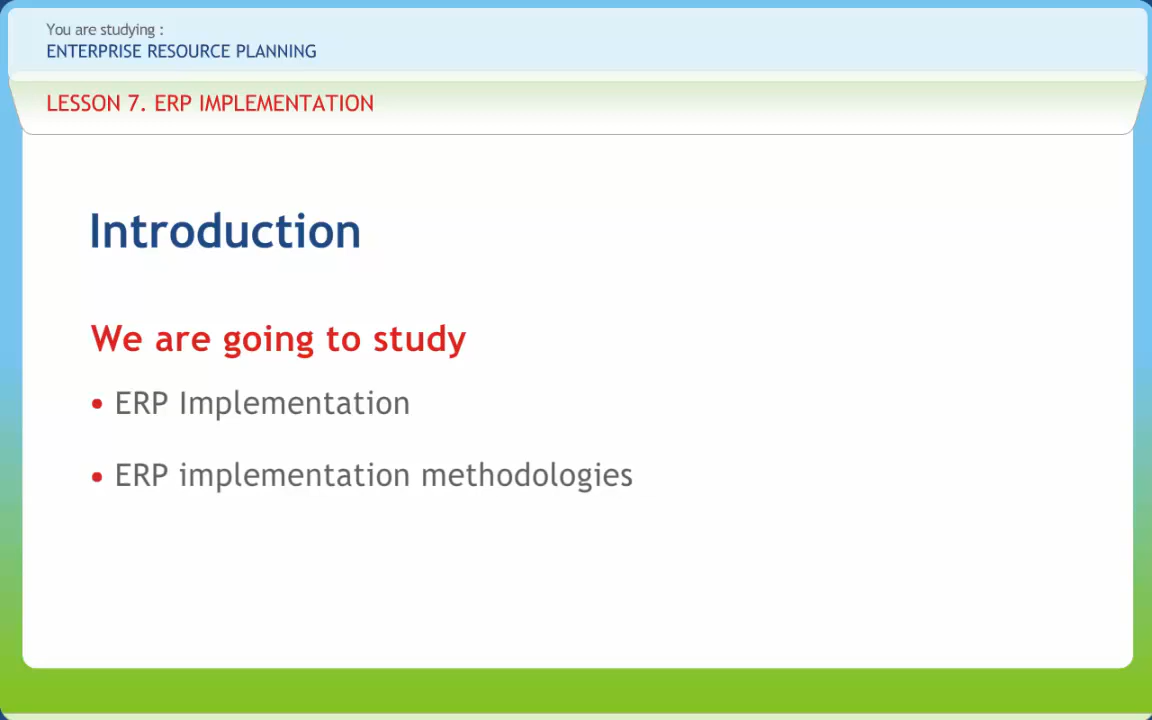 You are studying :
ENTERPRISE RESOURCE PLANNING
LESSON 7. ERP IMPLEMENTATION
Introduction
We are going to study
• ERP Implementation
• ERP implementation methodologies